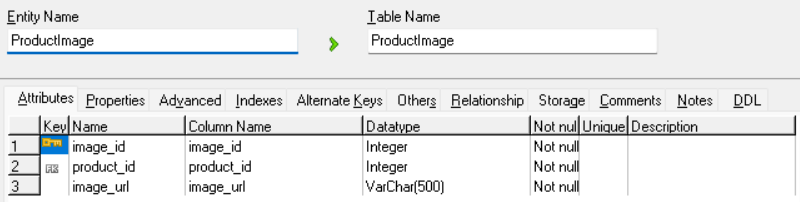 Entity Name Table Name
ProductImage ProductImage
Attributes Properties Advanced Indexes Alternate Keys Others Relationship Storage Comments Notes DDL
Key Name Column Name Datatype Not nul Unique Description
1 image_id image_id Integer Not null
2 FK product_id product_id Integer Not null
3 image_url image_url VarChar(500) Not null